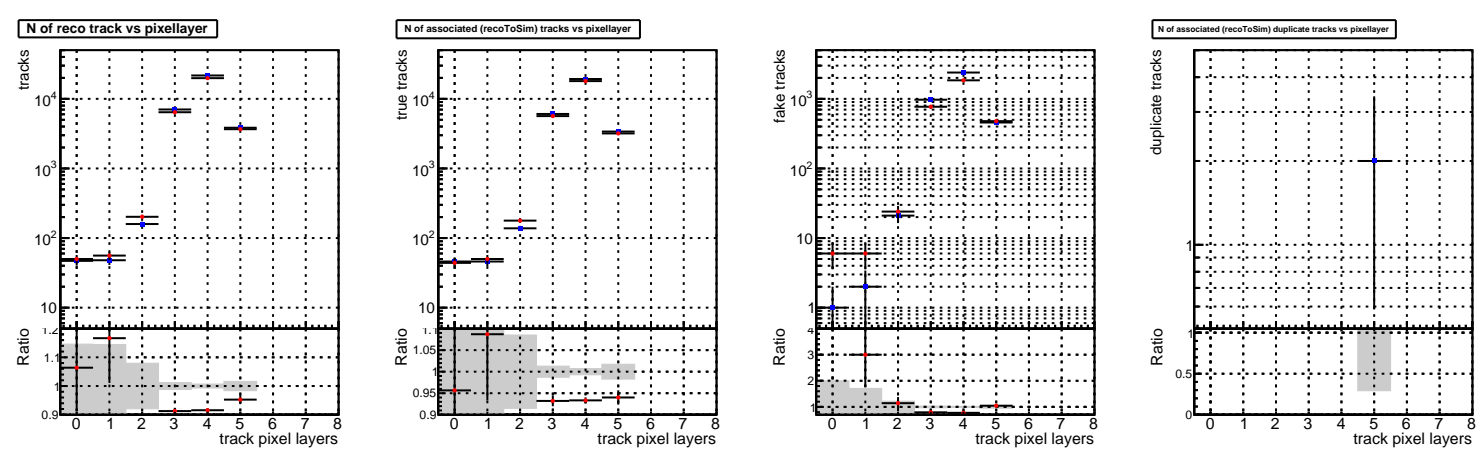 N of reco track vs pixellayer
tracks
10^4
10^3
10^2
10
Ratio
1.2
1.1
1
0.9
0 1 2 3 4 5 6 7 8
track pixel layers
N of associated (recoToSim) tracks vs pixellayer
true tracks
10^4
10^3
10^2
10
Ratio
1.1
1.05
1
0.95
0.9
0 1 2 3 4 5 6 7 8
track pixel layers
fake tracks
10^3
10^2
10
1
Ratio
4
3
2
1
0 1 2 3 4 5 6 7 8
track pixel layers
N of associated (recoToSim) duplicate tracks vs pixellayer
duplicate tracks
1
Ratio
1
0.5
0
0 1 2 3 4 5 6 7 8
track pixel layers